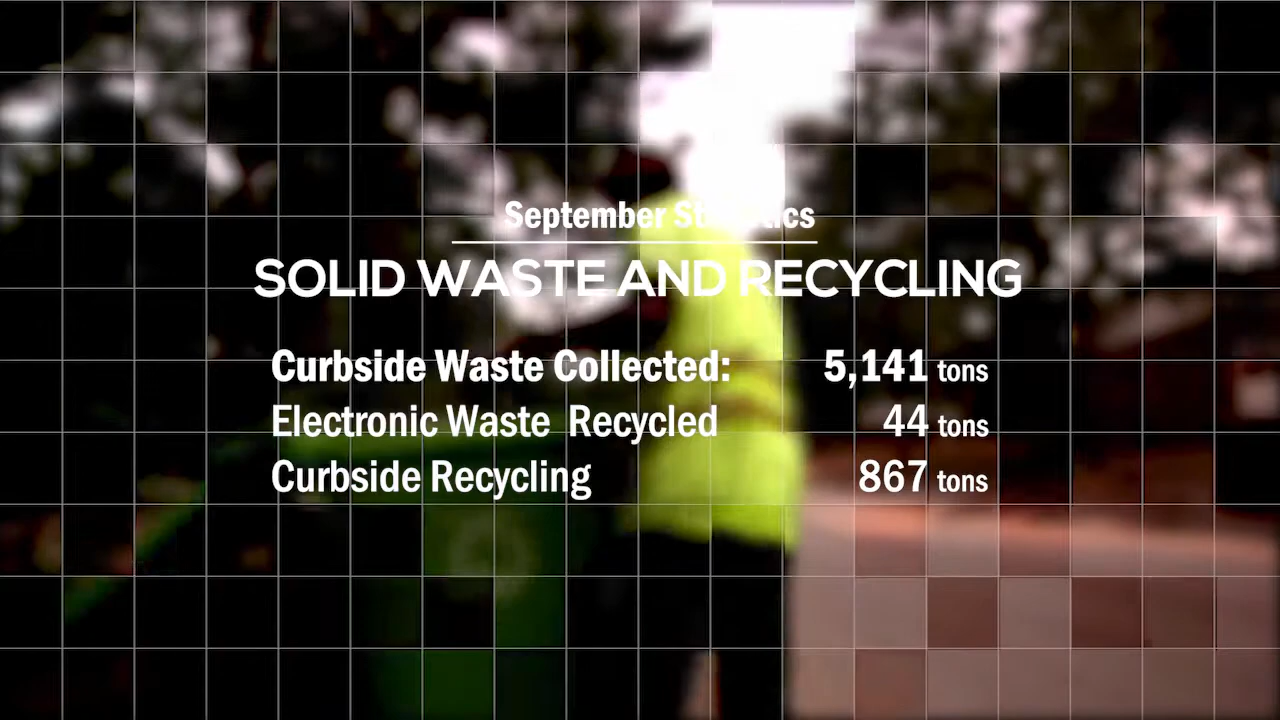 September Statistics
SOLID WASTE AND RECYCLING
Curbside Waste Collected: 5,141 tons
Electronic Waste Recycled 44 tons
Curbside Recycling 867 tons